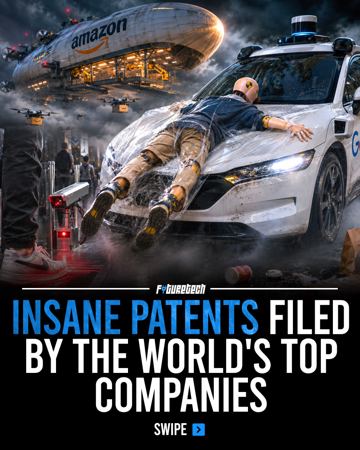 amazon
G
FUTURETECH
INSANE PATENTS FILED
BY THE WORLD'S TOP
COMPANIES
SWIPE